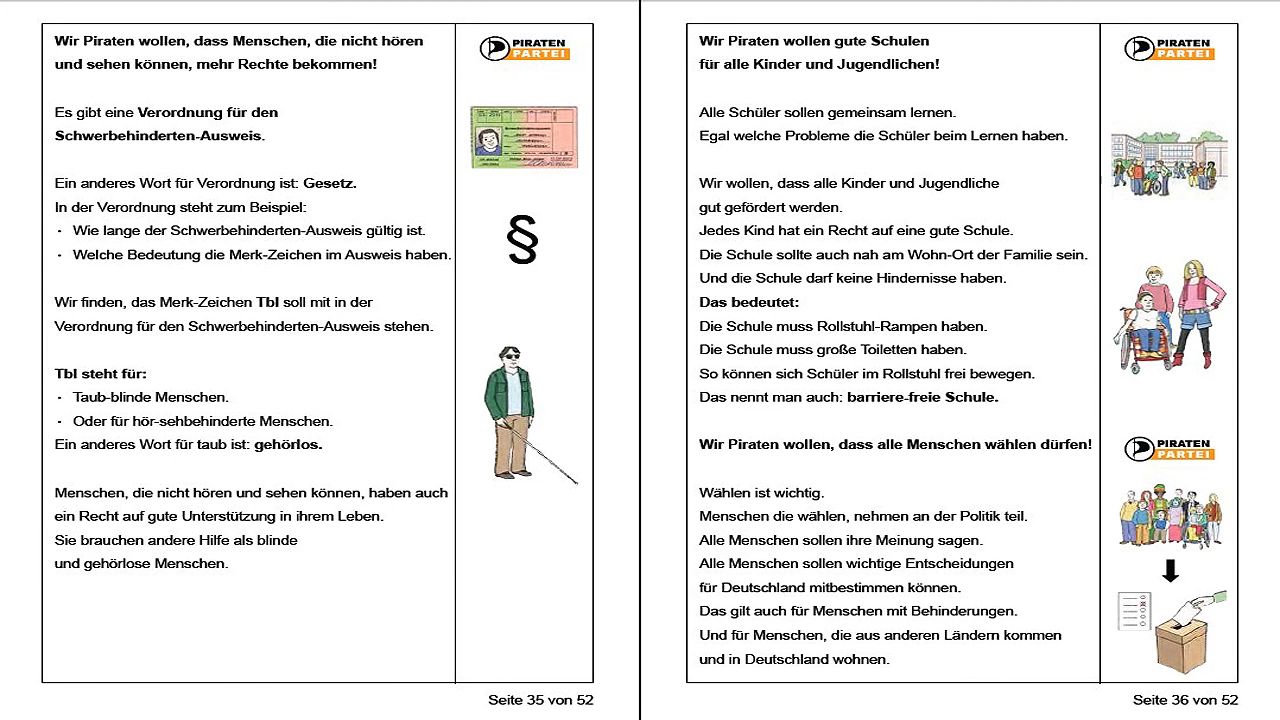 Wir Piraten wollen, dass Menschen, die nicht hören
und sehen können, mehr Rechte bekommen!
PIRATEN
PARTEI
Es gibt eine Verordnung für den
Schwerbehinderten-Ausweis.
Ein anderes Wort für Verordnung ist: Gesetz.
In der Verordnung steht zum Beispiel:
· Wie lange der Schwerbehinderten-Ausweis gültig ist.
· Welche Bedeutung die Merk-Zeichen im Ausweis haben.
§
Wir finden, das Merk-Zeichen Tbl soll mit in der
Verordnung für den Schwerbehinderten-Ausweis stehen.
Tbl steht für:
· Taub-blinde Menschen.
· Oder für hör-sehbehinderte Menschen.
Ein anderes Wort für taub ist: gehörlos.
Menschen, die nicht hören und sehen können, haben auch
ein Recht auf gute Unterstützung in ihrem Leben.
Sie brauchen andere Hilfe als blinde
und gehörlose Menschen.
Seite 35 von 52
Wir Piraten wollen gute Schulen
für alle Kinder und Jugendlichen!
PIRATEN
PARTEI
Alle Schüler sollen gemeinsam lernen.
Egal welche Probleme die Schüler beim Lernen haben.
Wir wollen, dass alle Kinder und Jugendliche
gut gefördert werden.
Jedes Kind hat ein Recht auf eine gute Schule.
Die Schule sollte auch nah am Wohn-Ort der Familie sein.
Und die Schule darf keine Hindernisse haben.
Das bedeutet:
Die Schule muss Rollstuhl-Rampen haben.
Die Schule muss große Toiletten haben.
So können sich Schüler im Rollstuhl frei bewegen.
Das nennt man auch: barriere-freie Schule.
Wir Piraten wollen, dass alle Menschen wählen dürfen!
PIRATEN
PARTEI
Wählen ist wichtig.
Menschen die wählen, nehmen an der Politik teil.
Alle Menschen sollen ihre Meinung sagen.
Alle Menschen sollen wichtige Entscheidungen
für Deutschland mitbestimmen können.
Das gilt auch für Menschen mit Behinderungen.
Und für Menschen, die aus anderen Ländern kommen
und in Deutschland wohnen.
Seite 36 von 52